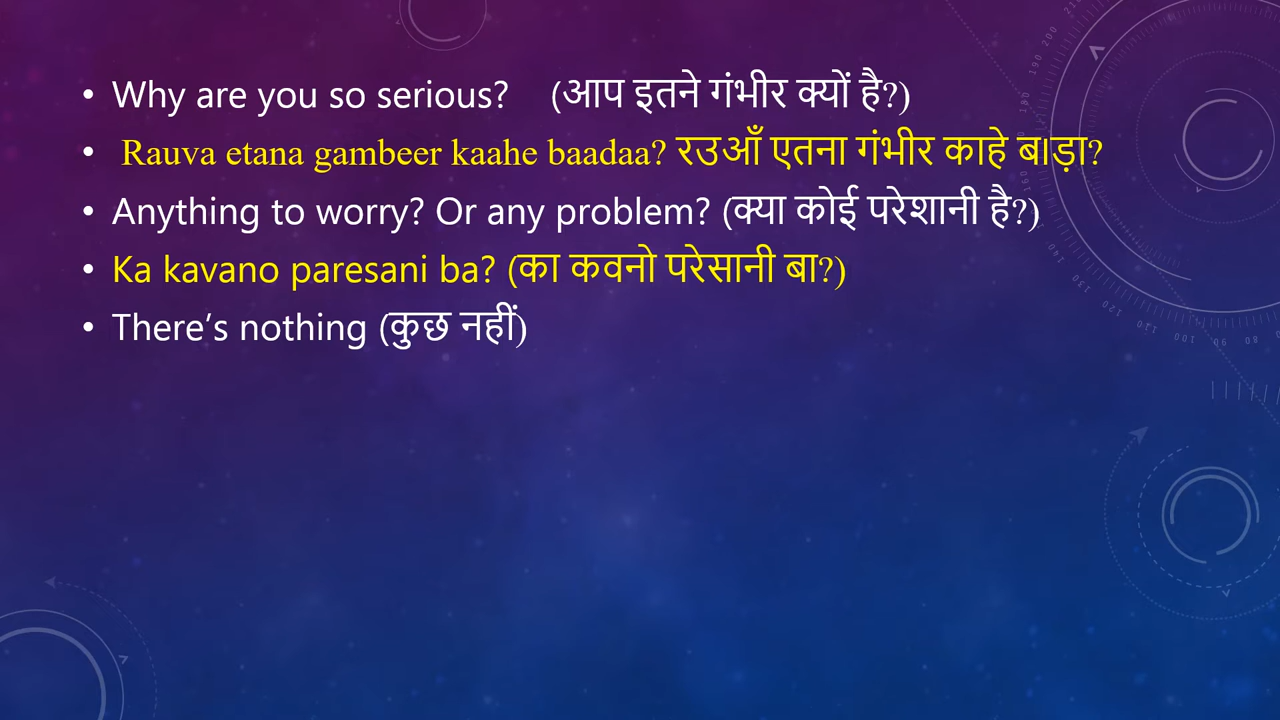 • Why are you so serious? (आप इतने गंभीर क्यों है?)
• Rauva etana gambeer kaahe baadaa? रउआँ एतना गंभीर काहे बाड़ा?
• Anything to worry? Or any problem? (क्या कोई परेशानी है?)
• Ka kavano paresani ba? (का कवनो परेसानी बा?)
• There’s nothing (कुछ नहीं)